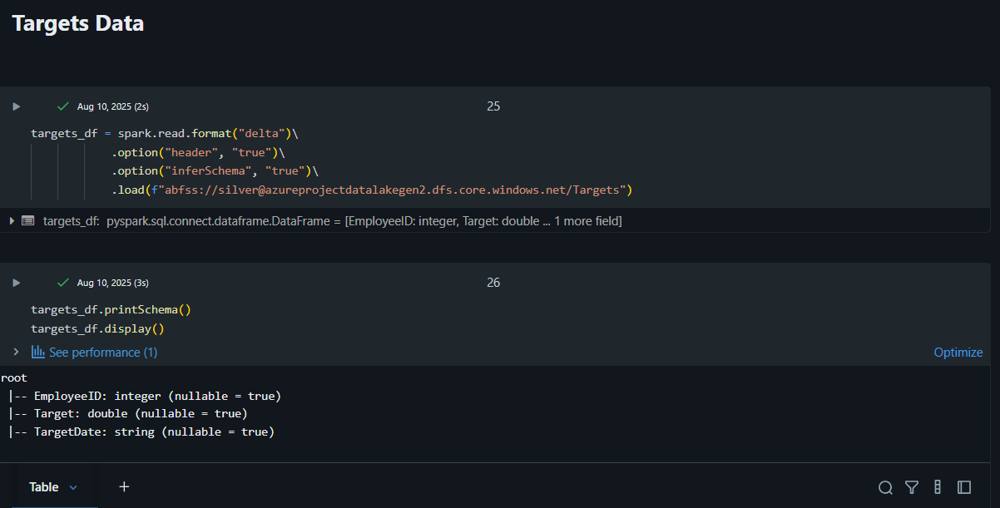 Targets Data
Aug 10, 2025 (2s)
25
targets_df = spark.read.format("delta")\
.option("header", "true")\
.option("inferSchema", "true")\
.load(f"abfss://silver@azureprojectdatalakegen2.dfs.core.windows.net/Targets")
targets_df: pyspark.sql.connect.dataframe.DataFrame = [EmployeeID: integer, Target: double ... 1 more field]
Aug 10, 2025 (3s)
26
targets_df.printSchema()
targets_df.display()
See performance (1)
Optimize
root
|-- EmployeeID: integer (nullable = true)
|-- Target: double (nullable = true)
|-- TargetDate: string (nullable = true)
Table
+